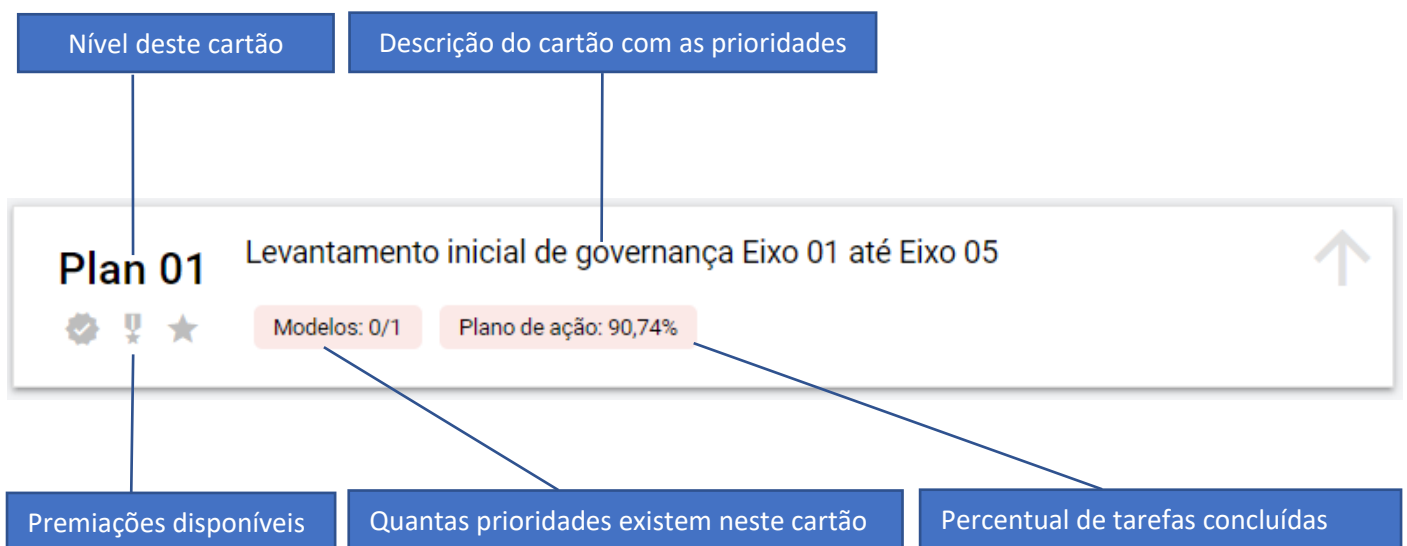 Nível deste cartão
Descrição do cartão com as prioridades
Plan 01
Levantamento inicial de governança Eixo 01 até Eixo 05
Modelos: 0/1
Plano de ação: 90,74%
Premiações disponíveis
Quantas prioridades existem neste cartão
Percentual de tarefas concluídas